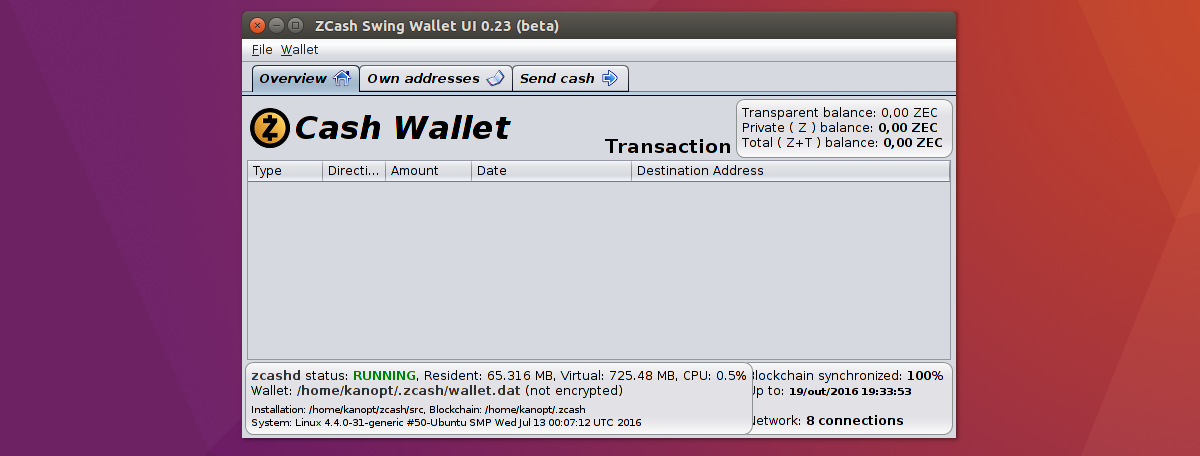 ZCash Swing Wallet UI 0.23 (beta)
File Wallet
Overview Own addresses Send cash
Cash Wallet
Transaction
Transparent balance: 0,00 ZEC
Private ( Z ) balance: 0,00 ZEC
Total ( Z+T ) balance: 0,00 ZEC
Type Directi... Amount Date Destination Address
zcashd status: RUNNING, Resident: 65.316 MB, Virtual: 725.48 MB, CPU: 0.5%
Wallet: /home/kanopt/.zcash/wallet.dat (not encrypted)
Installation: /home/kanopt/zcash/src, Blockchain: /home/kanopt/.zcash
System: Linux 4.4.0-31-generic #50-Ubuntu SMP Wed Jul 13 00:07:12 UTC 2016
lockchain synchronized: 100%
p to: 19/out/2016 19:33:53
etwork: 8 connections